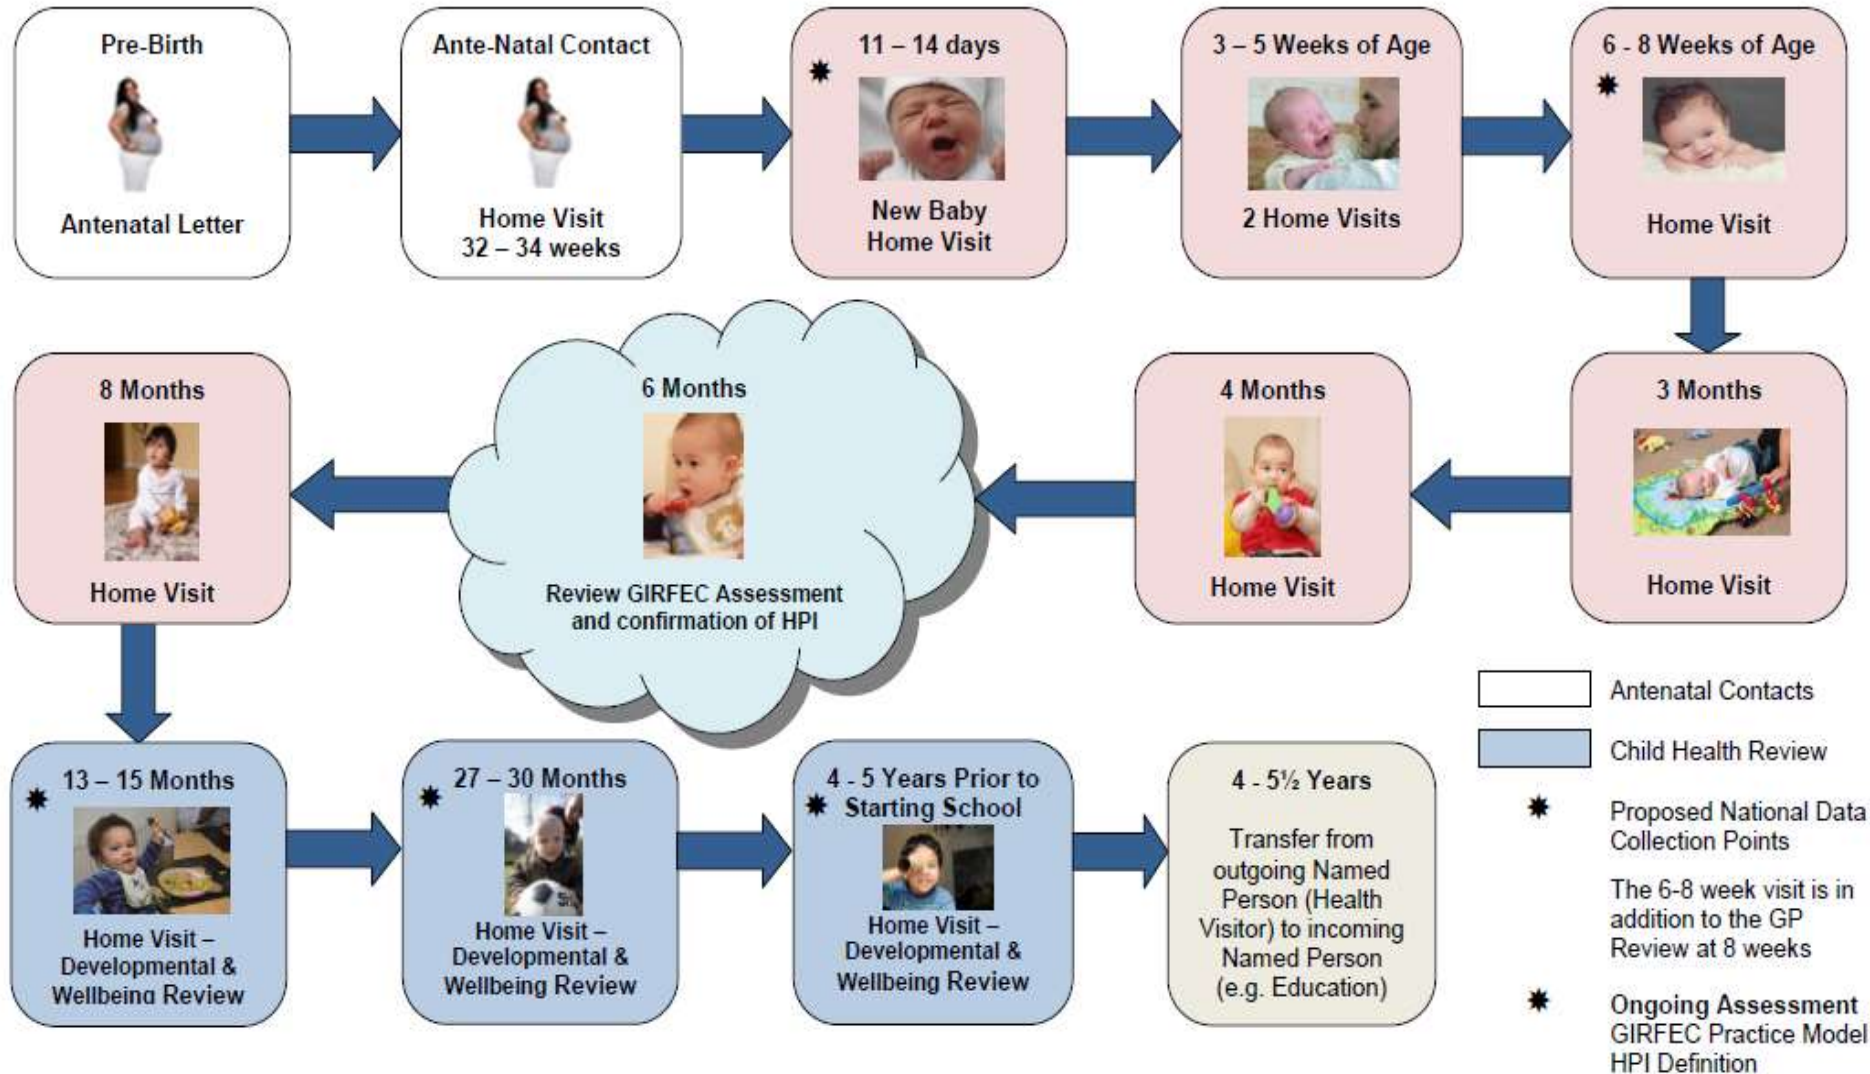 Pre-Birth
Antenatal Letter
Ante-Natal Contact
Home Visit
32 – 34 weeks
11 – 14 days
New Baby
Home Visit
3 – 5 Weeks of Age
2 Home Visits
6 - 8 Weeks of Age
Home Visit
3 Months
Home Visit
4 Months
Home Visit
6 Months
Review GIRFEC Assessment
and confirmation of HPI
8 Months
Home Visit
13 – 15 Months
Home Visit –
Developmental &
Wellbeing Review
27 – 30 Months
Home Visit –
Developmental &
Wellbeing Review
4 - 5 Years Prior to
Starting School
Home Visit –
Developmental &
Wellbeing Review
4 - 5½ Years
Transfer from
outgoing Named
Person (Health
Visitor) to incoming
Named Person
(e.g. Education)
Antenatal Contacts
Child Health Review
Proposed National Data
Collection Points
The 6-8 week visit is in
addition to the GP
Review at 8 weeks
Ongoing Assessment
GIRFEC Practice Model
HPI Definition